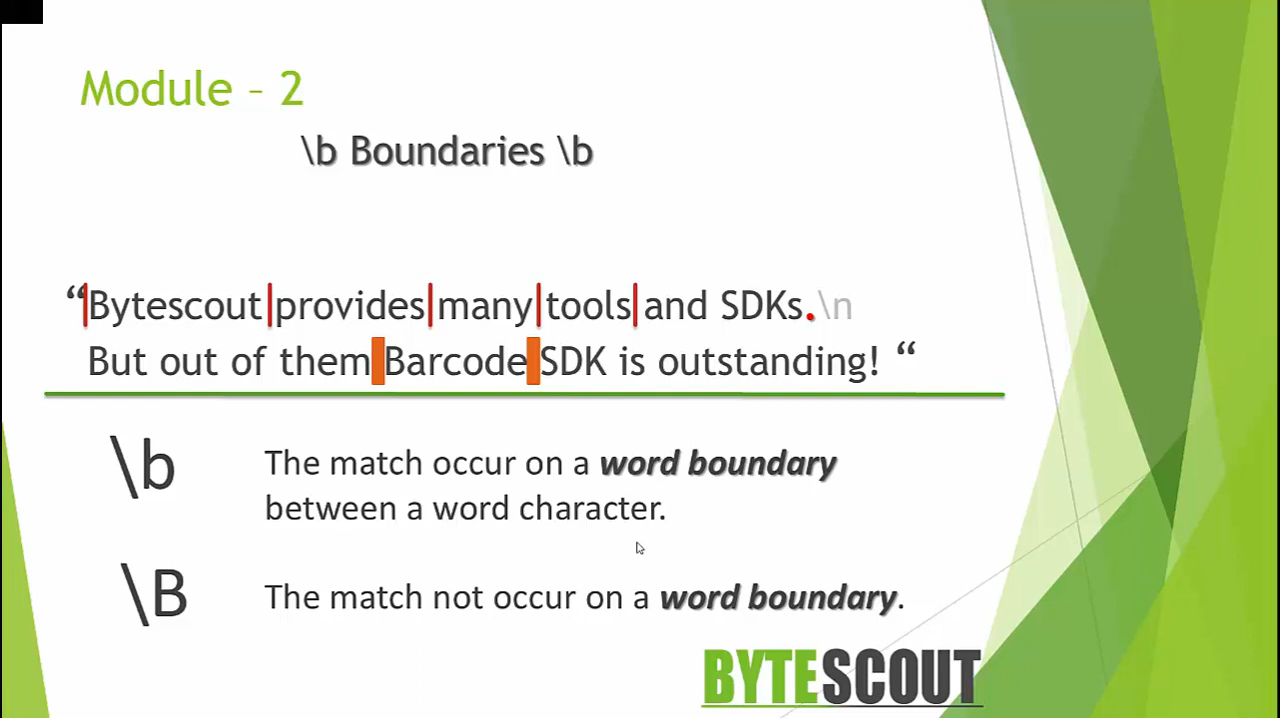 Module – 2
\b Boundaries \b
“Bytescout provides many tools and SDKs.\n
But out of them Barcode SDK is outstanding! “
\b
The match occur on a word boundary
between a word character.
\B
The match not occur on a word boundary.
BYTESCOUT